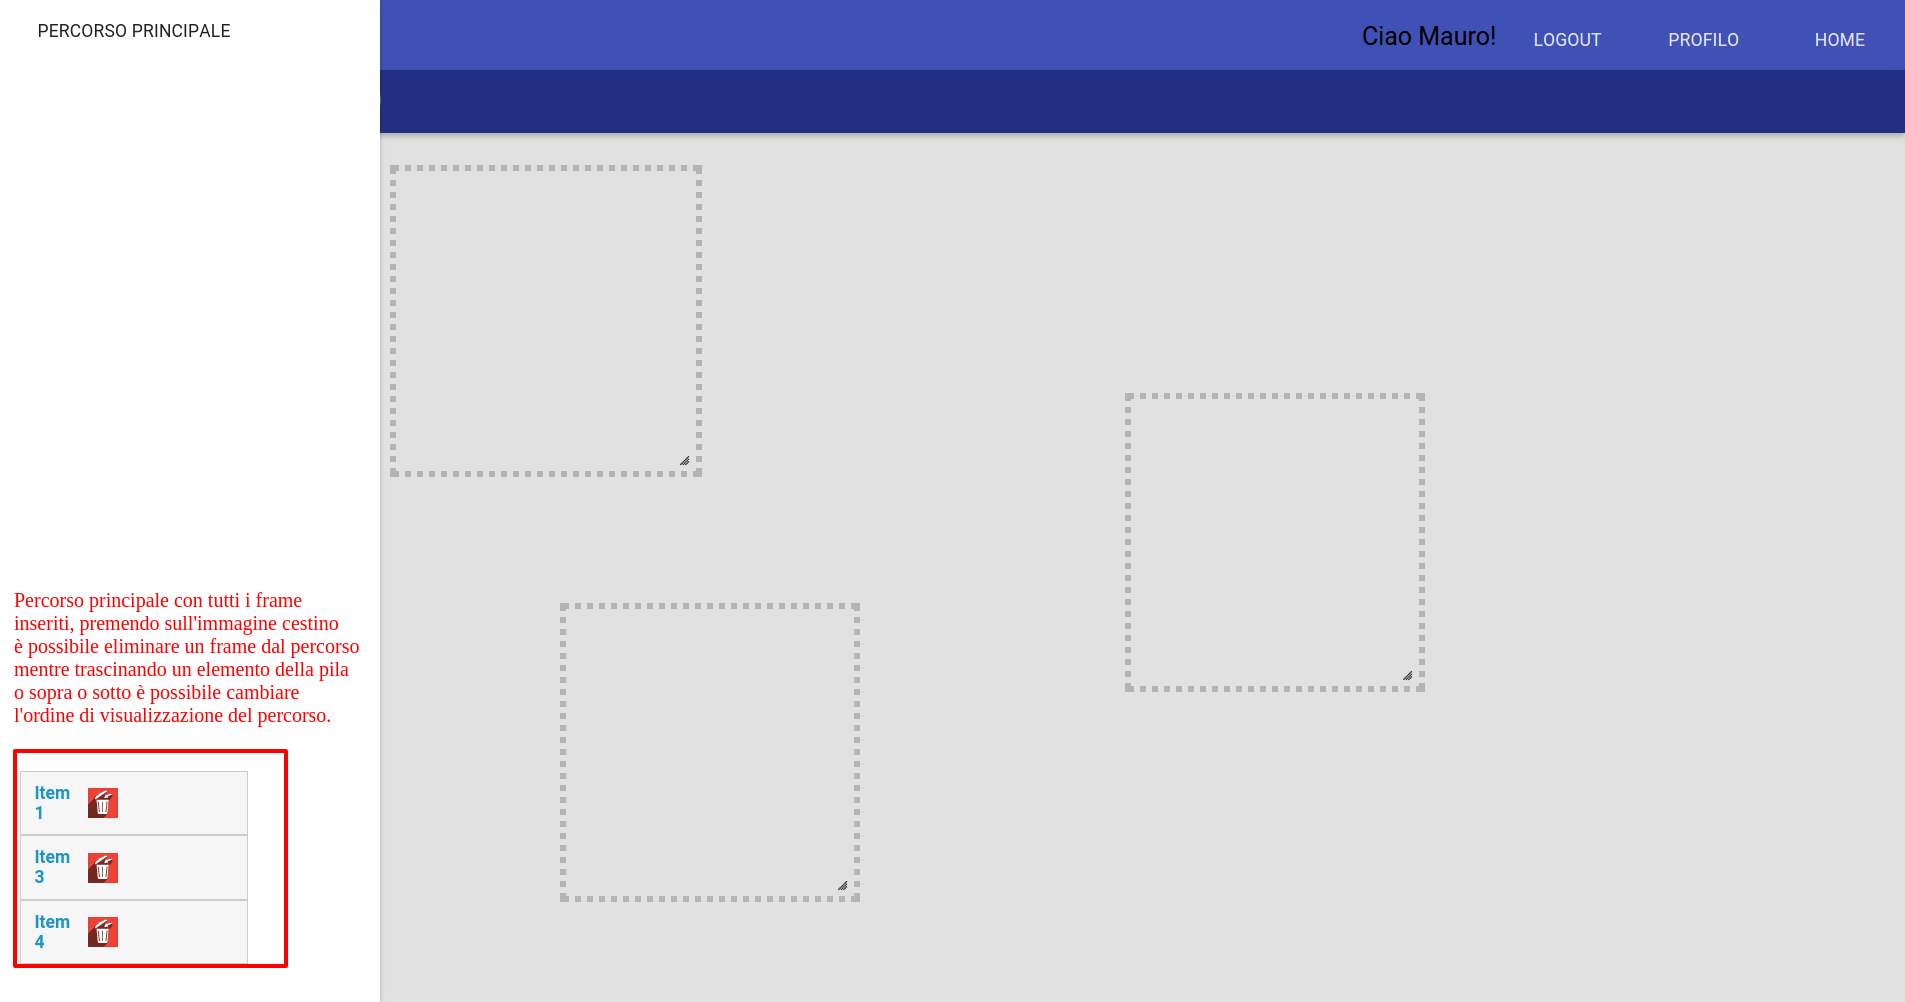 PERCORSO PRINCIPALE
Ciao Mauro!
LOGOUT
PROFILO
HOME
Percorso principale con tutti i frame
inseriti, premendo sull'immagine cestino
è possibile eliminare un frame dal percorso
mentre trascinando un elemento della pila
o sopra o sotto è possibile cambiare
l'ordine di visualizzazione del percorso.
Item
1
Item
3
Item
4